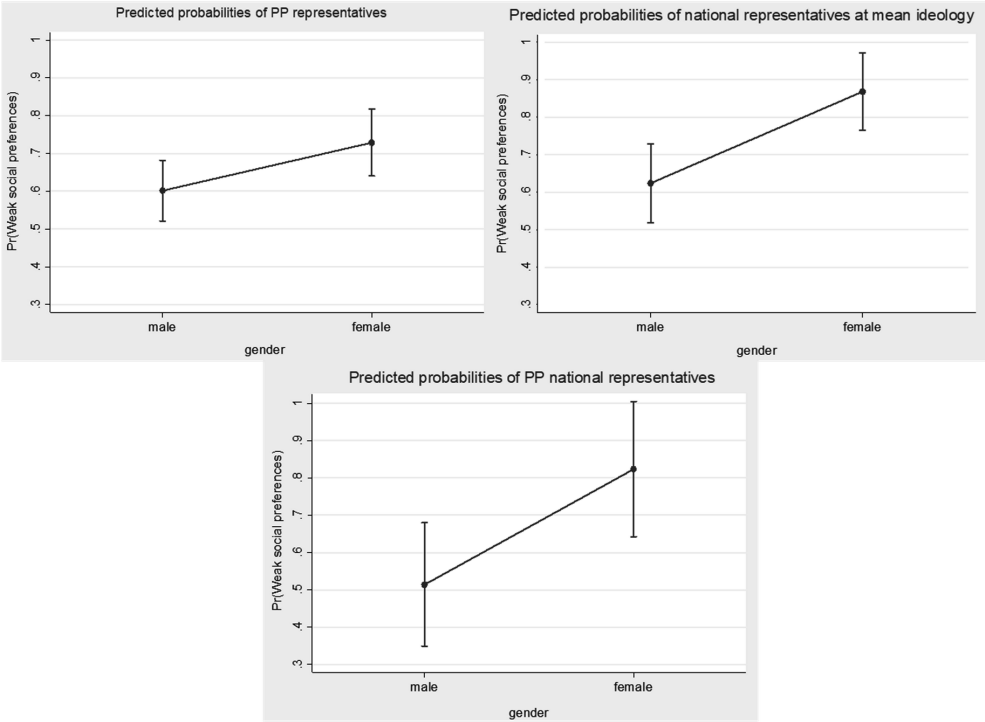 Predicted probabilities of PP representatives
Pr(Weak social preferences)
1
.9
.8
.7
.6
.5
.4
.3
male female
gender
Predicted probabilities of national representatives at mean ideology
Pr(Weak social preferences)
1
.9
.8
.7
.6
.5
.4
.3
male female
gender
Predicted probabilities of PP national representatives
Pr(Weak social preferences)
1
.9
.8
.7
.6
.5
.4
.3
male female
gender